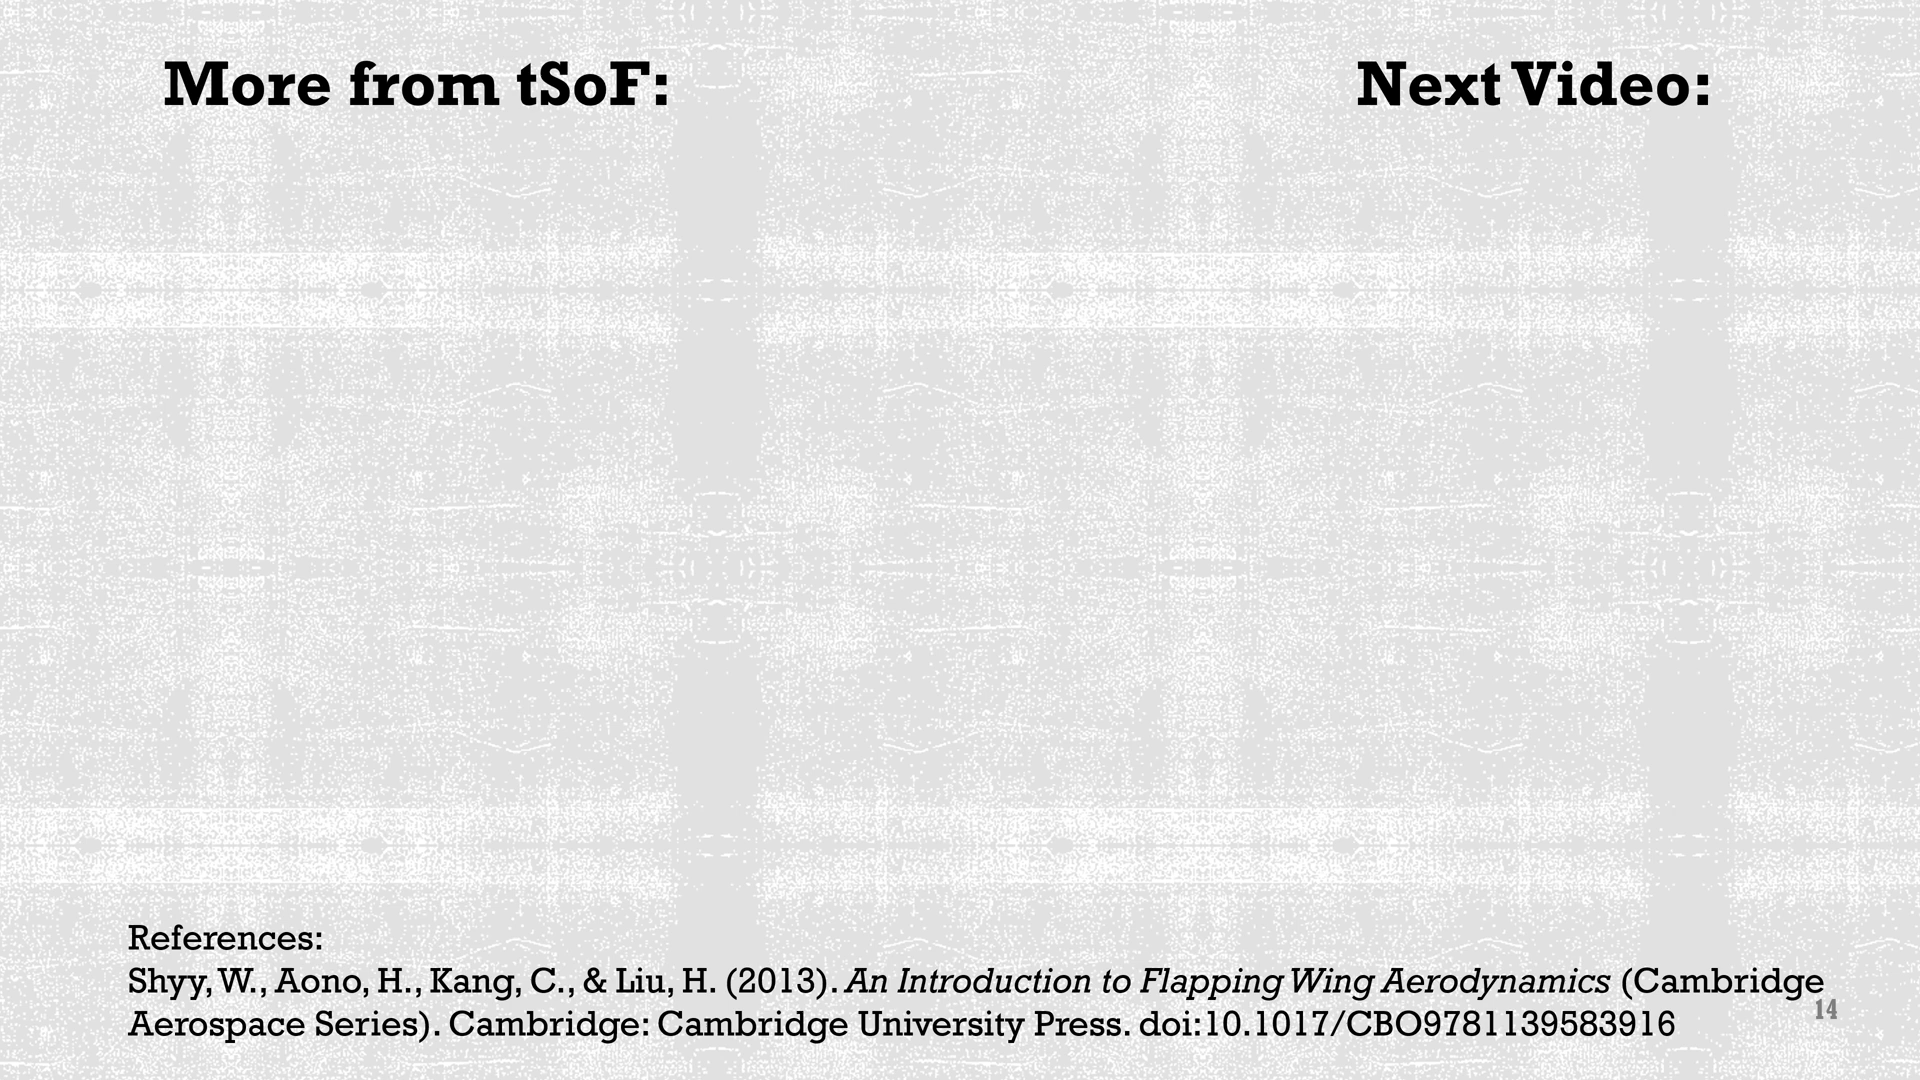 More from tSoF:
Next Video:
References:
Shyy, W., Aono, H., Kang, C., & Liu, H. (2013). An Introduction to Flapping Wing Aerodynamics (Cambridge
Aerospace Series). Cambridge: Cambridge University Press. doi:10.1017/CBO9781139583916
14